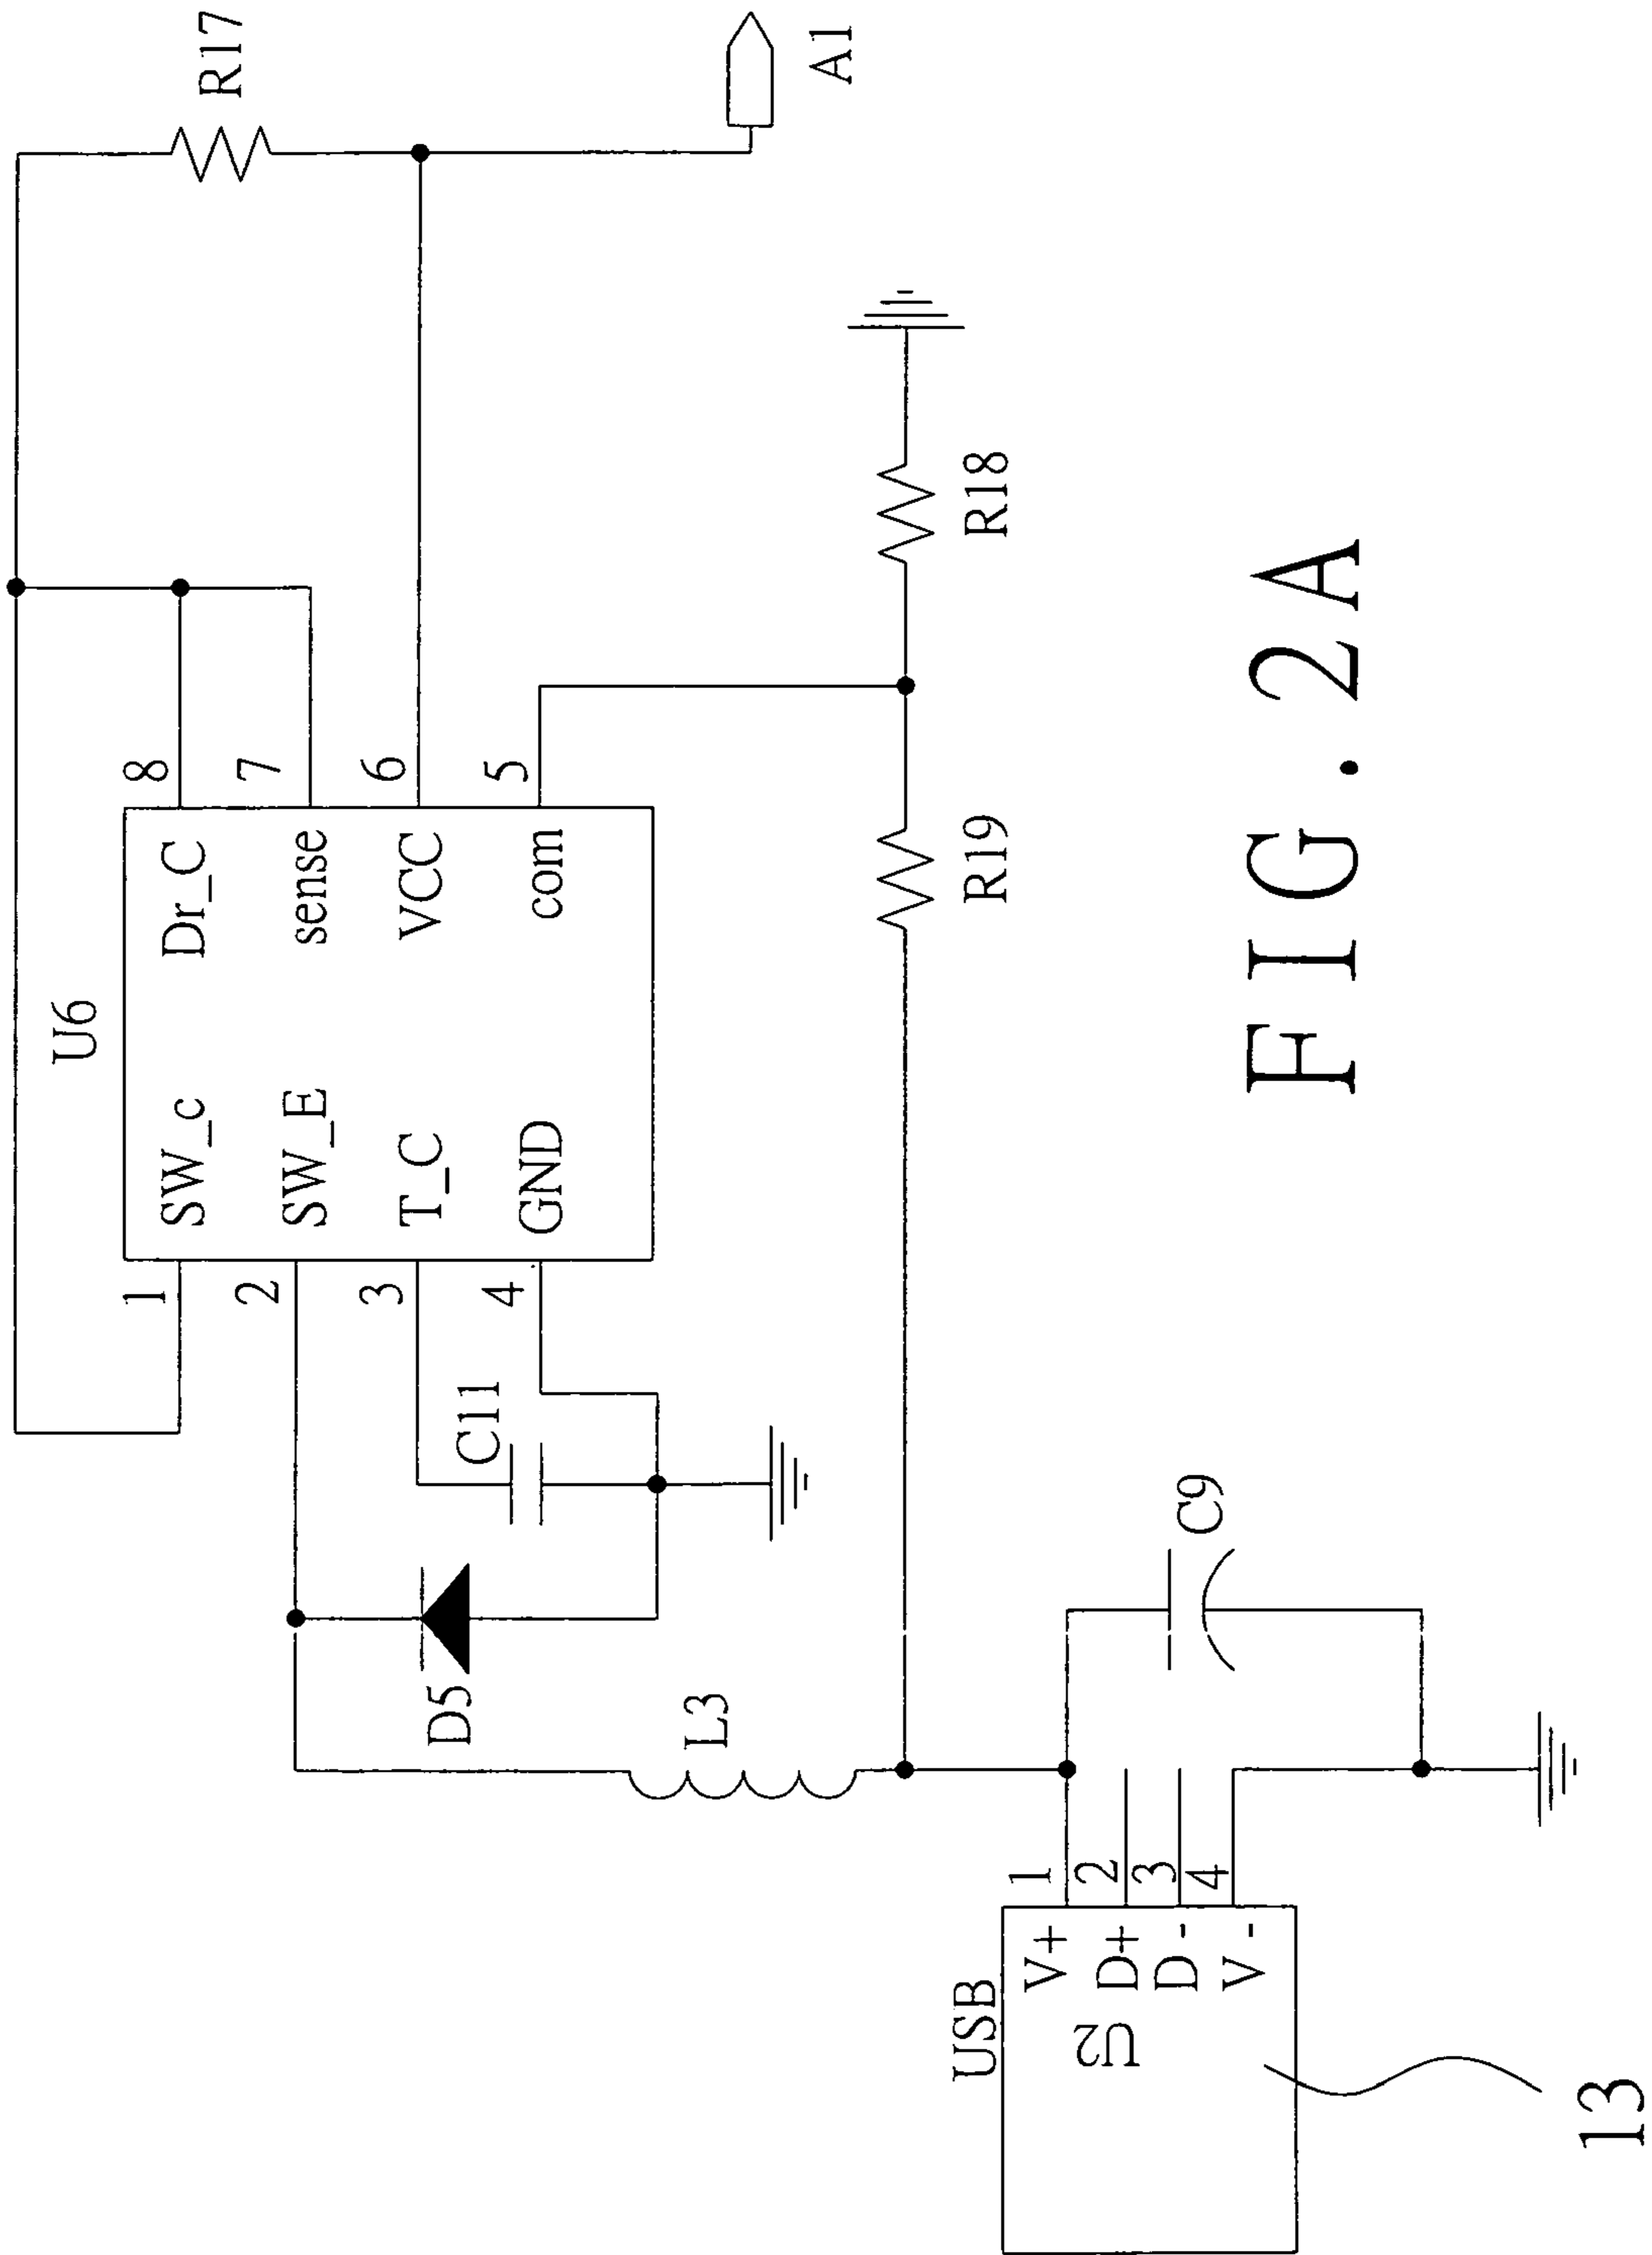 R17
A1
U6
8
7
6
5
Dr_C
sense
VCC
com
SW_c
SW_E
T_C
GND
1
2
3
4
R18
R19
C11
D5
L3
C9
USB
1
2
3
4
V+
D+
D-
V-
U2
13
FIG. 2A